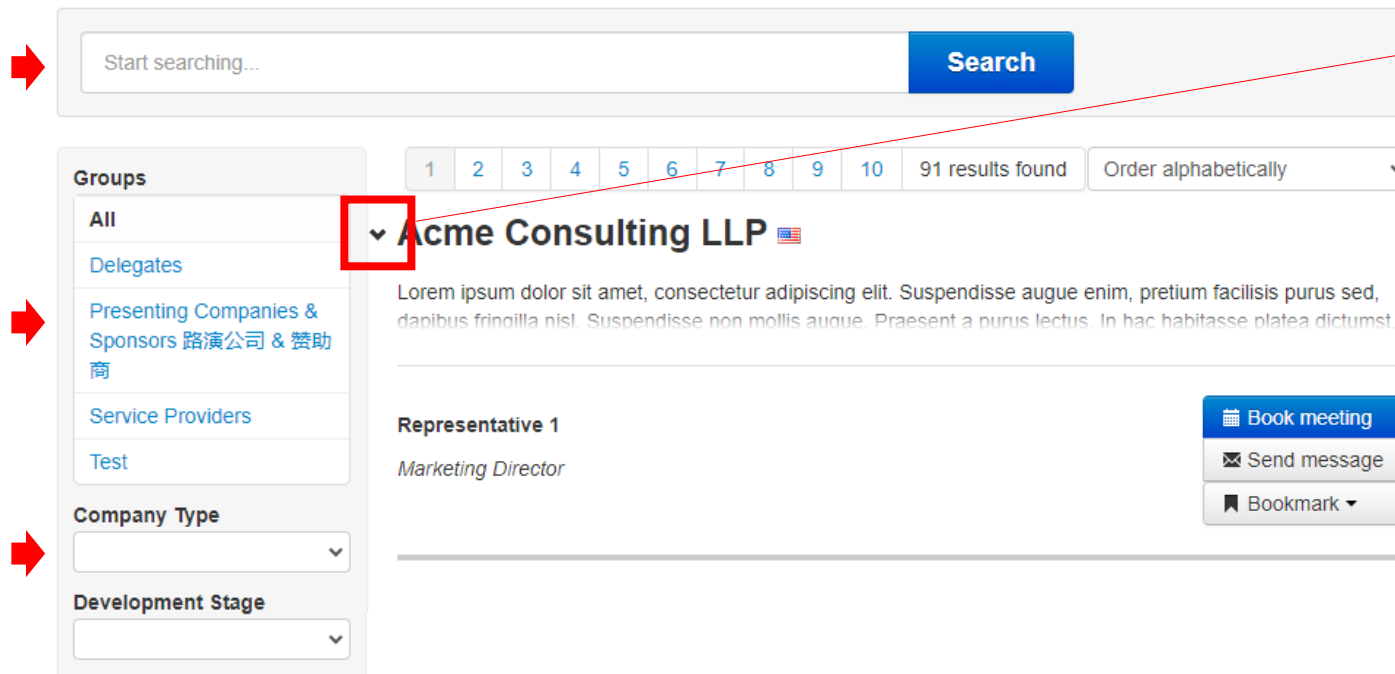 Start searching...
Search
Groups
All
Delegates
Presenting Companies &
Sponsors 路演公司 & 赞助
商
Service Providers
Test
Company Type
Development Stage
1 2 3 4 5 6 7 8 9 10 91 results found Order alphabetically
Acme Consulting LLP
Lorem ipsum dolor sit amet, consectetur adipiscing elit. Suspendisse augue enim, pretium facilisis purus sed,
dapibus fringilla nisl. Suspendisse non mollis augue. Praesent a purus lectus. In hac habitasse platea dictumst.
Representative 1
Marketing Director
Book meeting
Send message
Bookmark